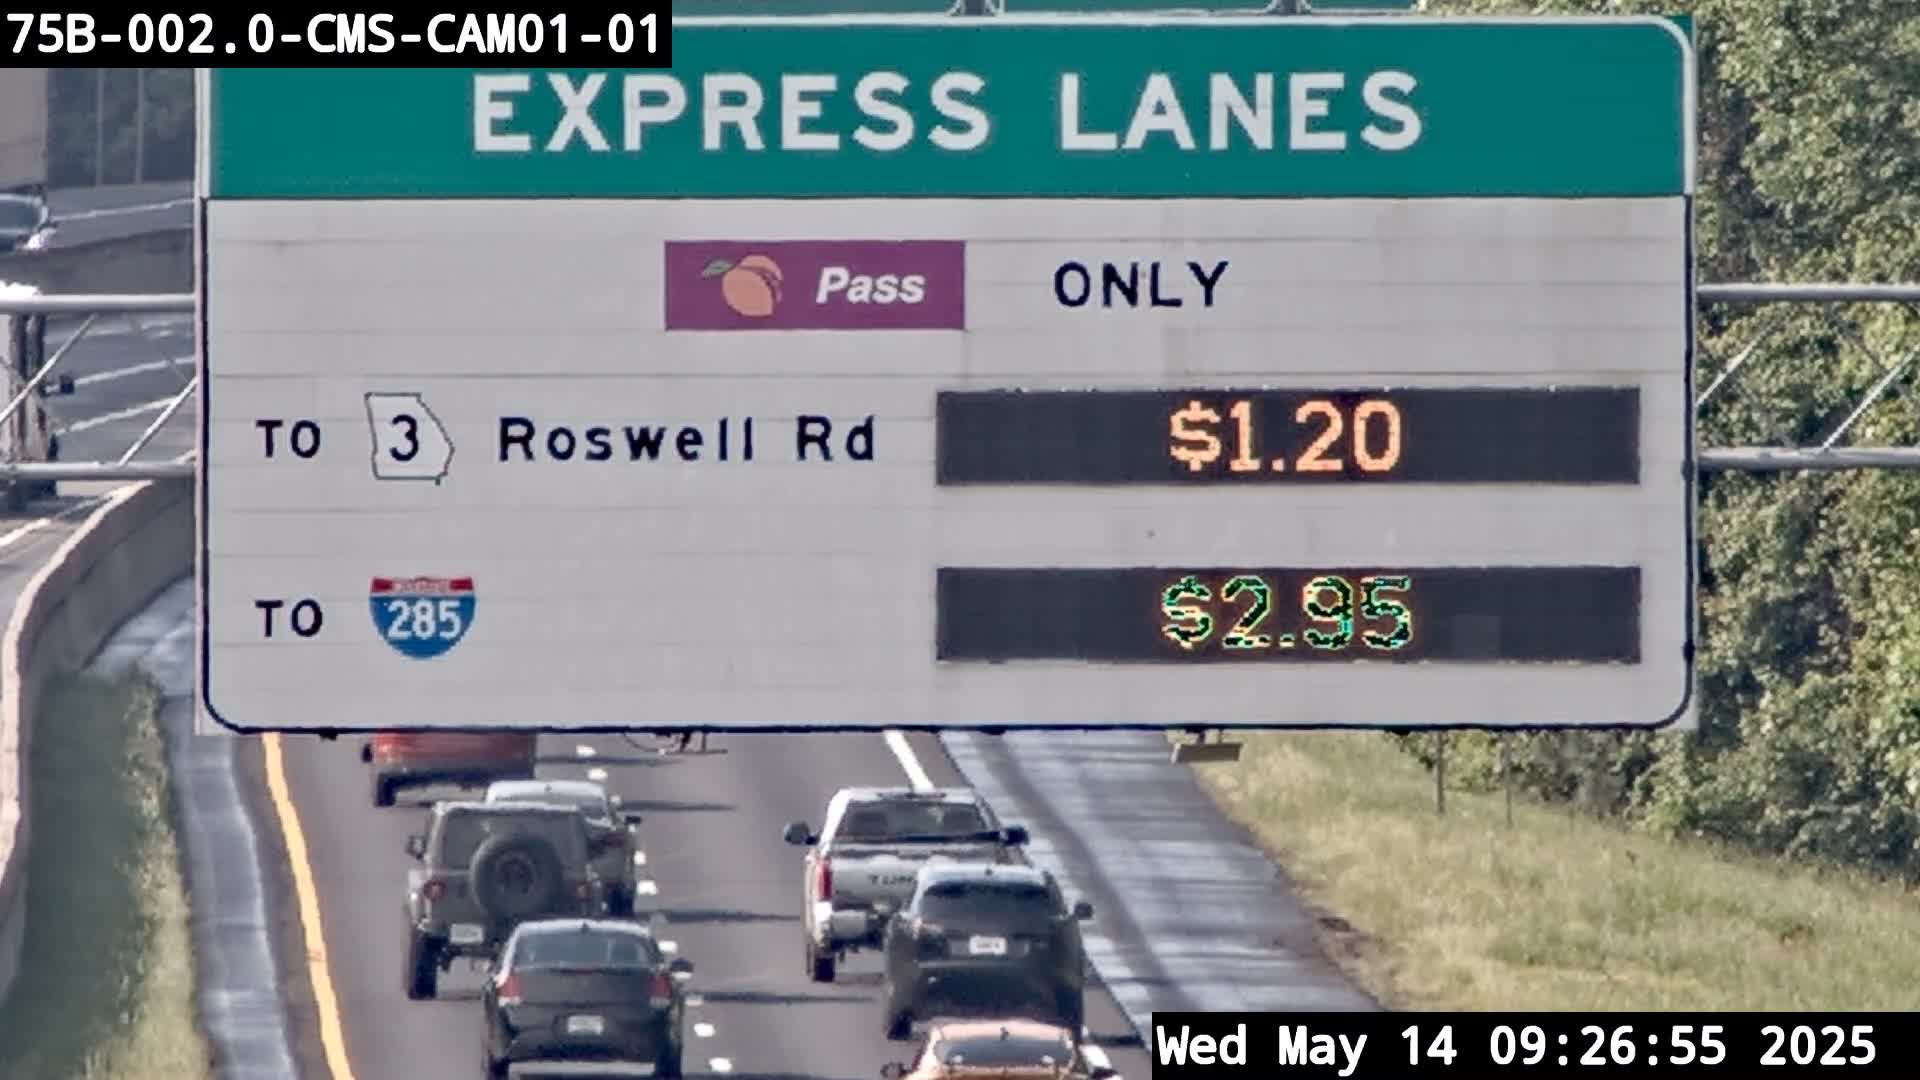 75B-002.0-CMS-CAM01-01
EXPRESS LANES
Pass ONLY
TO 3 Roswell Rd $1.20
TO 285 $2.95
Wed May 14 09:26:55 2025